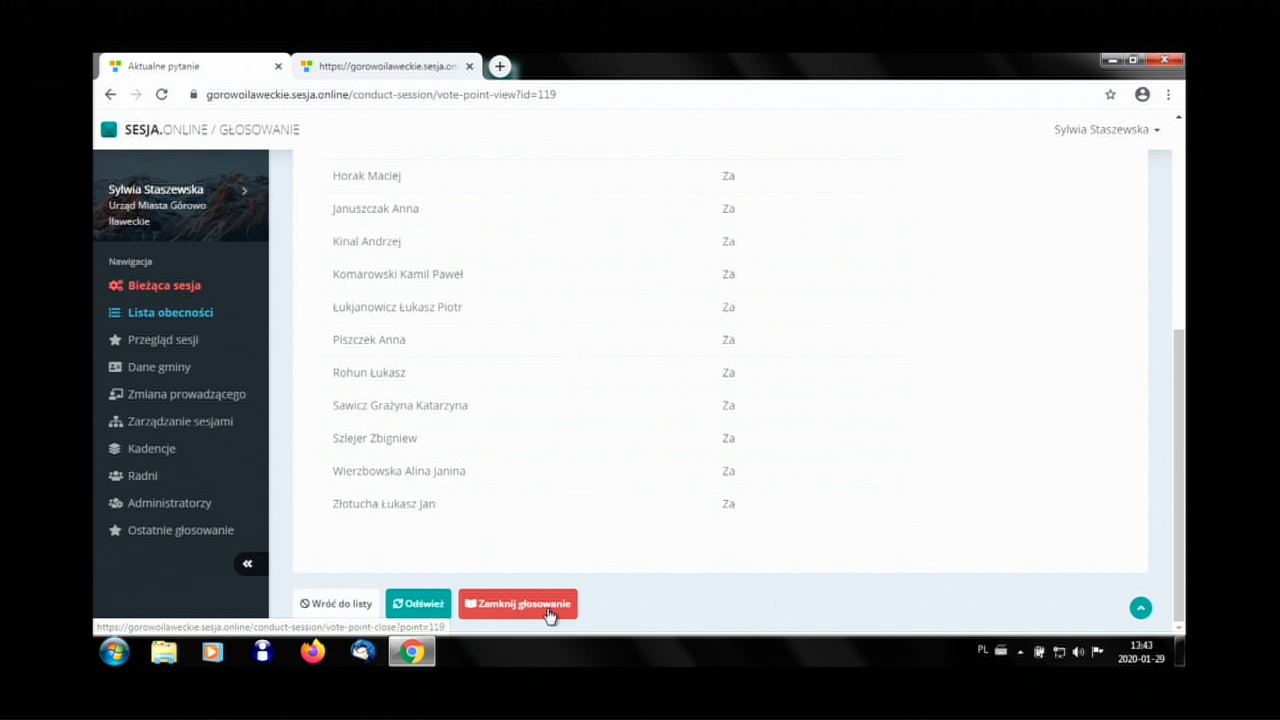 Aktualne pytanie
https://gorowoilaweckie.sesja.onl
gorowoilaweckie.sesja.online/conduct-session/vote-point-view?id=119
SESJA.ONLINE / GŁOSOWANIE
Sylwia Staszewska
Sylwia Staszewska
Urząd Miasta Górowo
Iławeckie
Nawigacja
Bieżąca sesja
Lista obecności
Przegląd sesji
Dane gminy
Zmiana prowadzącego
Zarządzanie sesjami
Kadencje
Radni
Administratorzy
Ostatnie głosowanie
Horak Maciej Za
Januszczak Anna Za
Kinal Andrzej Za
Komarowski Kamil Paweł Za
Łukjanowicz Łukasz Piotr Za
Piszczek Anna Za
Rohun Łukasz Za
Sawicz Grażyna Katarzyna Za
Szlejer Zbigniew Za
Wierzbowska Alina Janina Za
Złotucha Łukasz Jan Za
Wróć do listy
Odśwież
Zamknij głosowanie
https://gorowoilaweckie.sesja.online/conduct-session/vote-point-close?point=119
PL
13:43
2020-01-29